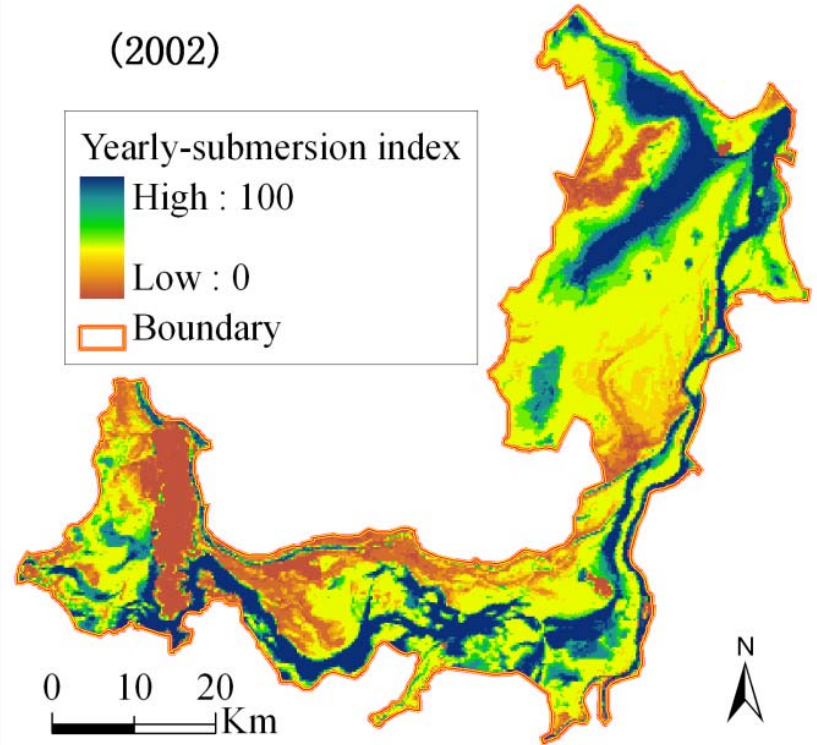 (2002)
Yearly-submersion index
High : 100
Low : 0
Boundary
N
0 10 20
Km